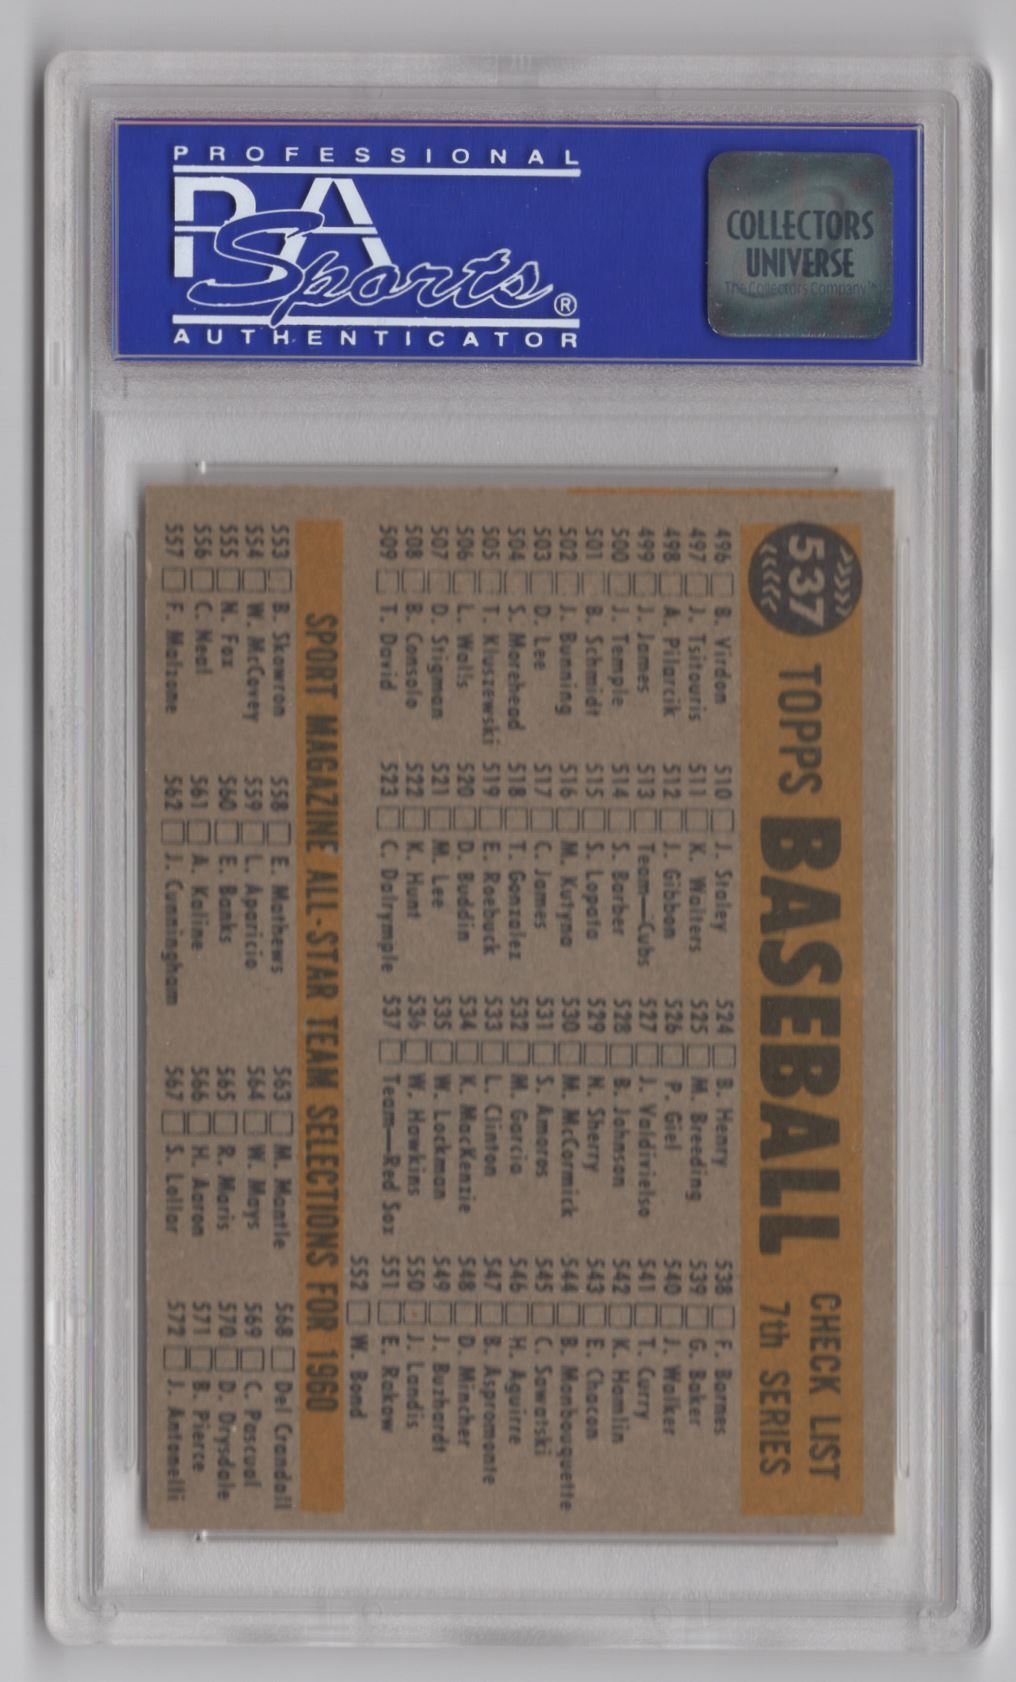 PROFESSIONAL
PSA
Sports®
AUTHENTICATOR
COLLECTORS
UNIVERSE
The Collectors Company™
537 TOPPS BASEBALL CHECK LIST
7th SERIES
496 B. Virdon
497 J. Tsitouris
498 A. Pilarcik
499 J. James
500 J. Temple
501 B. Schmidt
502 J. Bunning
503 D. Lee
504 S. Morehead
505 T. Kluszewski
506 L. Walls
507 D. Stigman
508 B. Consolo
509 T. David
510 J. Staley
511 K. Walters
512 J. Gibbon
513 Team—Cubs
514 S. Barber
515 S. Lopata
516 M. Kutyna
517 C. James
518 T. Gonzalez
519 E. Roebuck
520 D. Buddin
521 M. Lee
522 K. Hunt
523 C. Dalrymple
524 B. Henry
525 M. Breeding
526 P. Giel
527 J. Valdivielso
528 B. Johnson
529 N. Sherry
530 M. McCormick
531 S. Amoros
532 M. Garcia
533 L. Clinton
534 K. MacKenzie
535 W. Lockman
536 W. Hawkins
537 Team—Red Sox
538 F. Barnes
539 G. Baker
540 J. Walker
541 T. Curry
542 K. Hamlin
543 E. Chacon
544 B. Monbouquette
545 C. Sawatski
546 H. Aguirre
547 B. Aspromonte
548 D. Mincher
549 J. Buzhardt
550 J. Landis
551 E. Rakow
552 W. Bond
SPORT MAGAZINE ALL-STAR TEAM SELECTIONS FOR 1960
553 B. Skowron
554 W. McCovey
555 N. Fox
556 C. Neal
557 F. Malzone
558 E. Mathews
559 L. Aparicio
560 E. Banks
561 A. Kaline
562 J. Cunningham
563 M. Mantle
564 W. Mays
565 R. Maris
566 H. Aaron
567 S. Lollar
568 Del Crandall
569 C. Pascual
570 D. Drysdale
571 B. Pierce
572 J. Antonelli